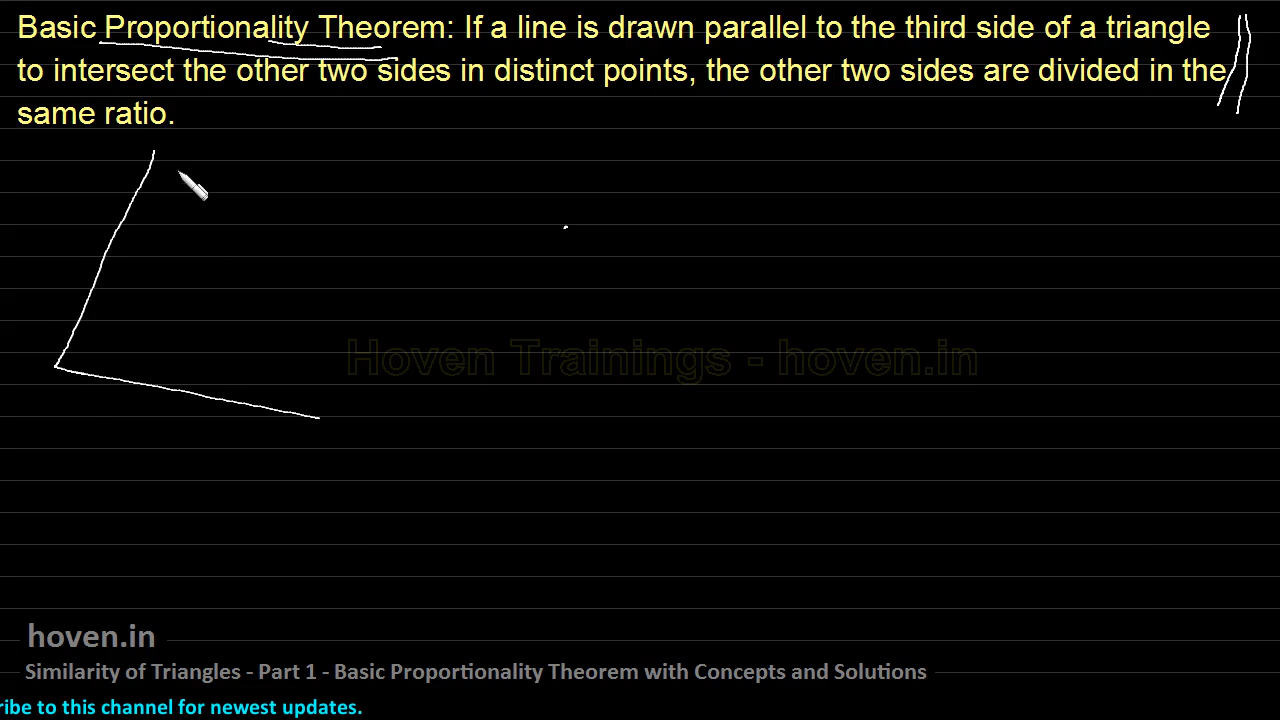 Basic Proportionality Theorem: If a line is drawn parallel to the third side of a triangle
to intersect the other two sides in distinct points, the other two sides are divided in the
same ratio.
Hoven Trainings - hoven.in
hoven.in
Similarity of Triangles - Part 1 - Basic Proportionality Theorem with Concepts and Solutions
ribe to this channel for newest updates.